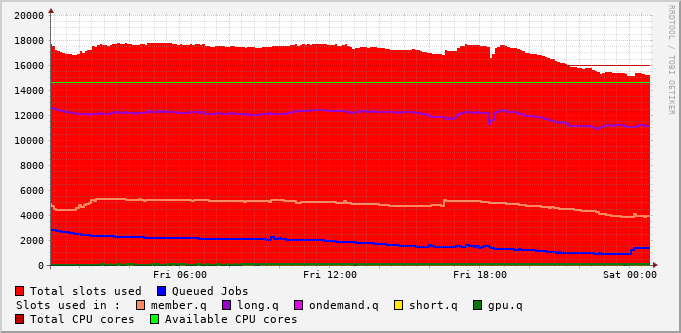 20000
18000
16000
14000
12000
10000
8000
6000
4000
2000
0
Fri 06:00 Fri 12:00 Fri 18:00 Sat 00:00
RRDTOOL / TOBI OETIKER
Total slots used Queued Jobs
Slots used in : member.q long.q ondemand.q short.q gpu.q
Total CPU cores Available CPU cores